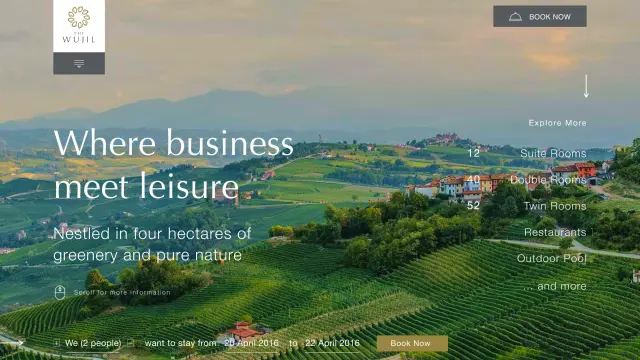 THE
WUJIL
BOOK NOW
Explore More
Where business
meet leisure
12 Suite Rooms
40 Double Rooms
52 Twin Rooms
Restaurants
Outdoor Pool
... and more
Nestled in four hectares of
greenery and pure nature
Scroll for more information
We (2 people) want to stay from 20 April 2016 to 22 April 2016 Book Now